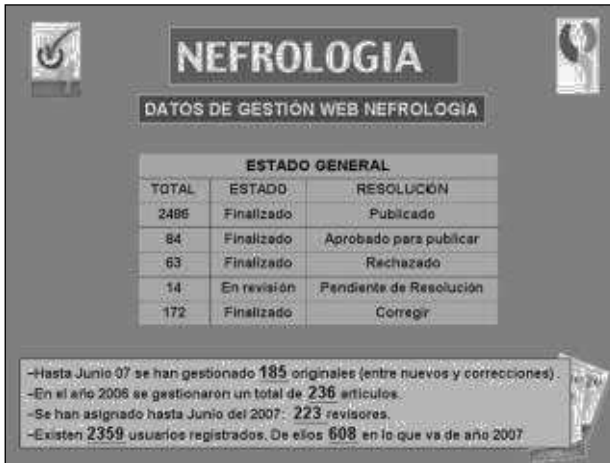 NEFROLOGIA
DATOS DE GESTIÓN WEB NEFROLOGIA
ESTADO GENERAL
TOTAL ESTADO RESOLUCIÓN
2486 Finalizado Publicado
84 Finalizado Aprobado para publicar
63 Finalizado Rechazado
14 En revisión Pendiente de Resolución
172 Finalizado Corregir
-Hasta Junio 07 se han gestionado 185 originales (entre nuevos y correcciones).
-En el año 2006 se gestionaron un total de 236 articulos.
-Se han asignado hasta Junio del 2007: 223 revisores.
-Existen 2359 usuarios registrados. De ellos 608 en lo que va de año 2007